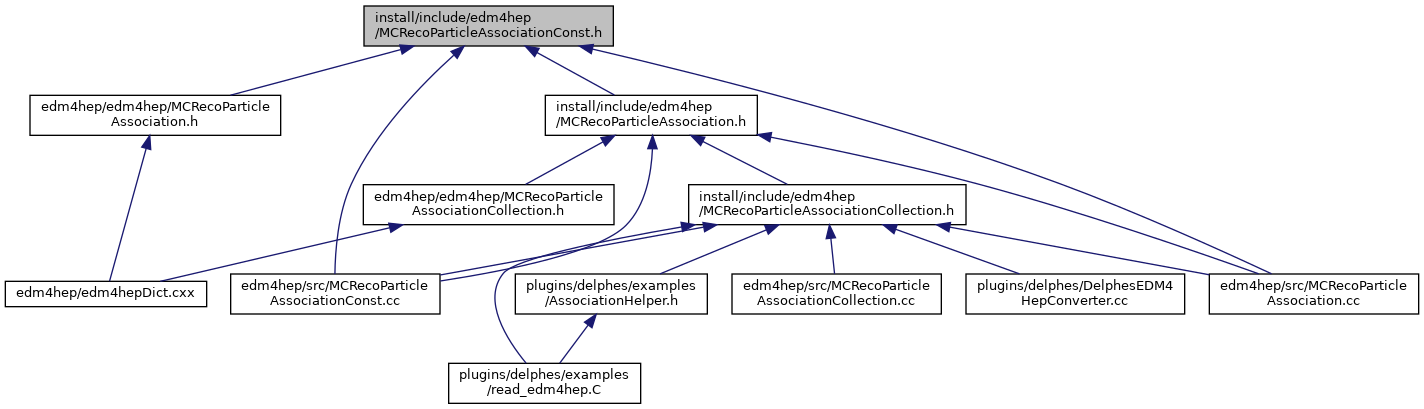 install/include/edm4hep
/MCRecoParticleAssociationConst.h
edm4hep/edm4hep/MCRecoParticle
Association.h
install/include/edm4hep
/MCRecoParticleAssociation.h
edm4hep/edm4hep/MCRecoParticle
AssociationCollection.h
install/include/edm4hep
/MCRecoParticleAssociationCollection.h
edm4hep/edm4hepDict.cxx
edm4hep/src/MCRecoParticle
AssociationConst.cc
plugins/delphes/examples
/AssociationHelper.h
edm4hep/src/MCRecoParticle
AssociationCollection.cc
plugins/delphes/DelphesEDM4
HepConverter.cc
edm4hep/src/MCRecoParticle
Association.cc
plugins/delphes/examples
/read_edm4hep.C